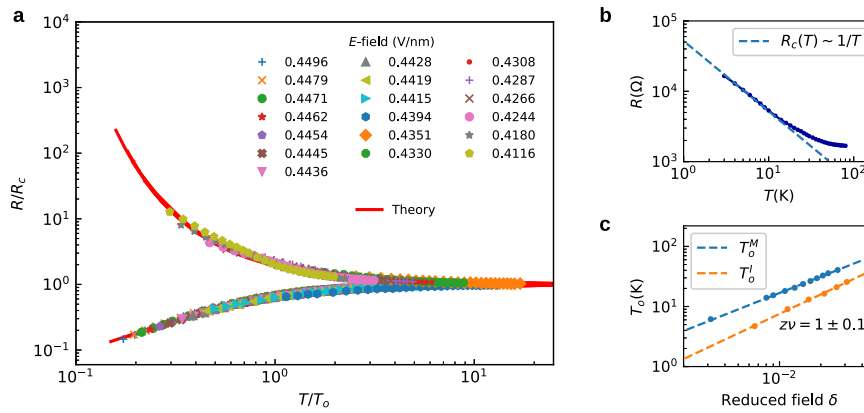 a
R/R_c
10^4
10^3
10^2
10^1
10^0
10^-1
E-field (V/nm)
0.4496 0.4428 0.4308
0.4479 0.4419 0.4287
0.4471 0.4415 0.4266
0.4462 0.4394 0.4244
0.4454 0.4351 0.4180
0.4445 0.4330 0.4116
0.4436
Theory
10^-1 10^0 10^1
T/T_o
b
R(Ω)
10^5
10^4
10^3
R_c(T) ~ 1/T
10^0 10^1 10^2
T(K)
c
T_o(K)
10^2
10^1
10^0
T_o^M
T_o^I
zν = 1 ± 0.1
10^-2
Reduced field δ